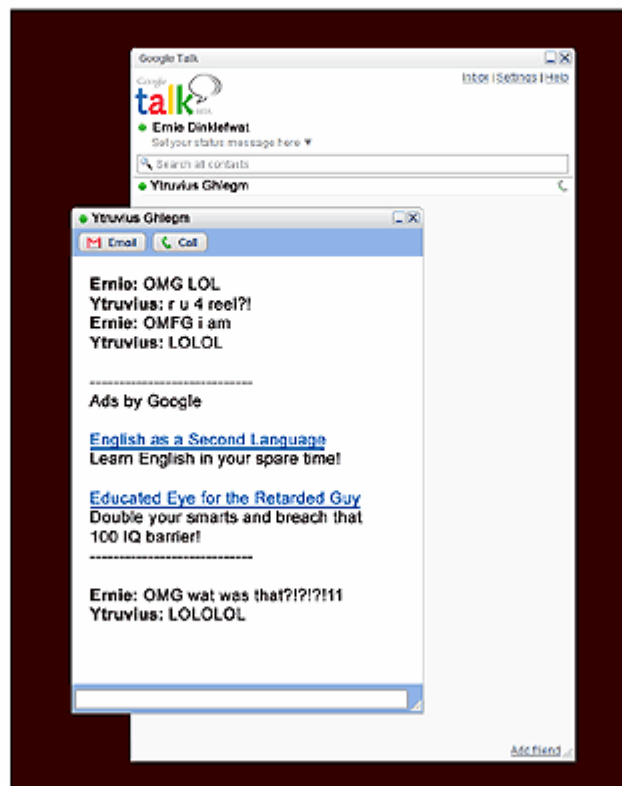 Google Talk
Inbox | Settings | Help
Google
talk
BETA
Ernie Dinklefwat
Set your status message here ▼
Search all contacts
Ytruvius Ghlegm
Ytruvius Ghlegm
Email Call
Ernie: OMG LOL
Ytruvius: r u 4 reel?!
Ernie: OMFG i am
Ytruvius: LOLOL
---------------------------
Ads by Google
English as a Second Language
Learn English in your spare time!
Educated Eye for the Retarded Guy
Double your smarts and breach that
100 IQ barrier!
---------------------------
Ernie: OMG wat was that?!?!?!11
Ytruvius: LOLOLOL
Add friend